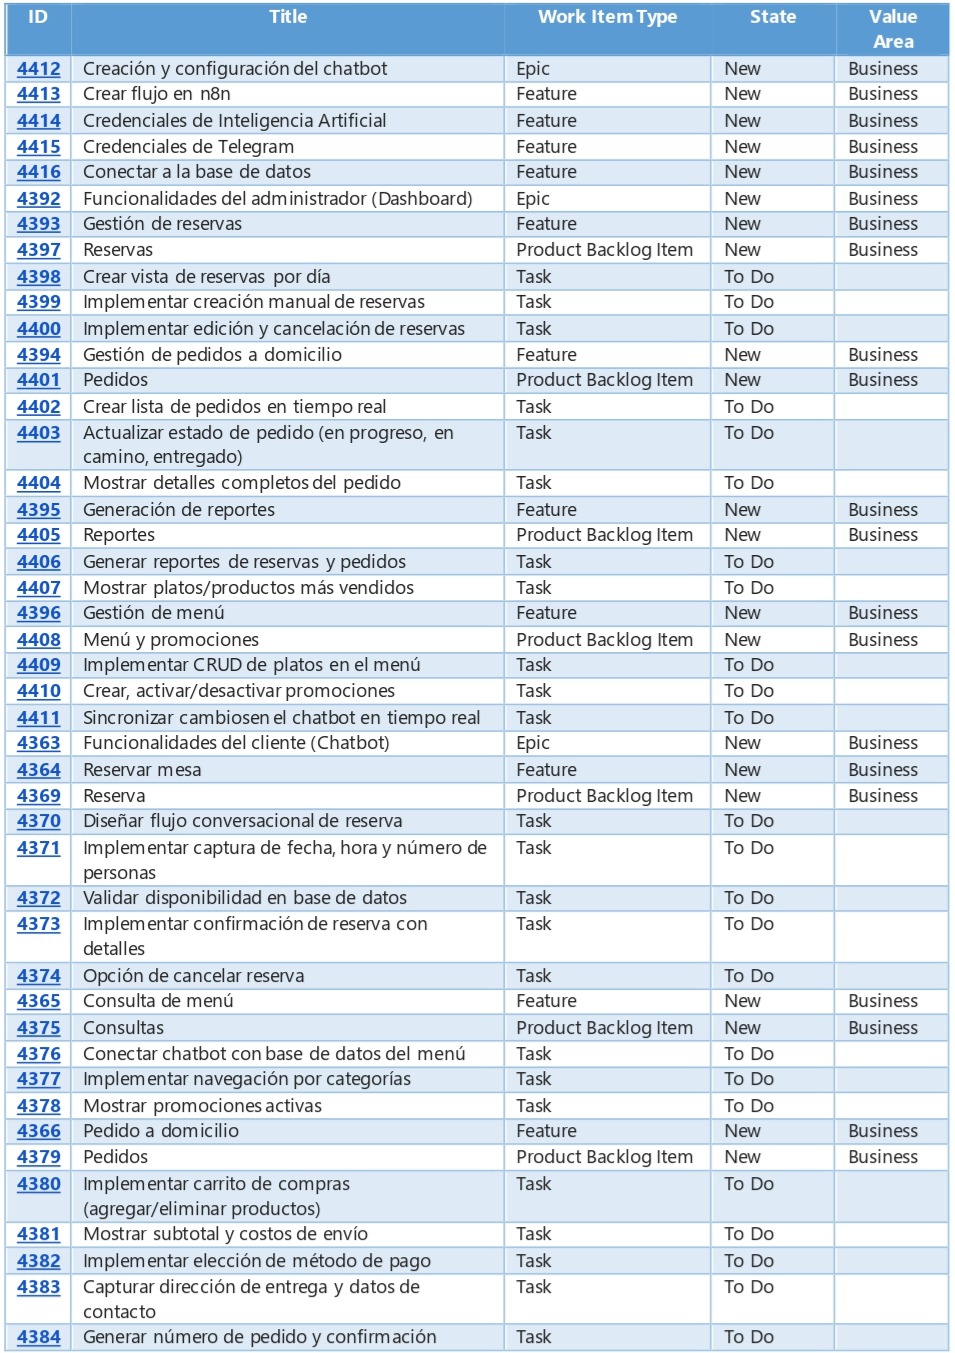 ID Title Work Item Type State Value
Area
4412 Creación y configuración del chatbot Epic New Business
4413 Crear flujo en n8n Feature New Business
4414 Credenciales de Inteligencia Artificial Feature New Business
4415 Credenciales de Telegram Feature New Business
4416 Conectar a la base de datos Feature New Business
4392 Funcionalidades del administrador (Dashboard) Epic New Business
4393 Gestión de reservas Feature New Business
4397 Reservas Product Backlog Item New Business
4398 Crear vista de reservas por día Task To Do
4399 Implementar creación manual de reservas Task To Do
4400 Implementar edición y cancelación de reservas Task To Do
4394 Gestión de pedidos a domicilio Feature New Business
4401 Pedidos Product Backlog Item New Business
4402 Crear lista de pedidos en tiempo real Task To Do
4403 Actualizar estado de pedido (en progreso, en Task To Do
camino, entregado)
4404 Mostrar detalles completos del pedido Task To Do
4395 Generación de reportes Feature New Business
4405 Reportes Product Backlog Item New Business
4406 Generar reportes de reservas y pedidos Task To Do
4407 Mostrar platos/productos más vendidos Task To Do
4396 Gestión de menú Feature New Business
4408 Menú y promociones Product Backlog Item New Business
4409 Implementar CRUD de platos en el menú Task To Do
4410 Crear, activar/desactivar promociones Task To Do
4411 Sincronizar cambios en el chatbot en tiempo real Task To Do
4363 Funcionalidades del cliente (Chatbot) Epic New Business
4364 Reservar mesa Feature New Business
4369 Reserva Product Backlog Item New Business
4370 Diseñar flujo conversacional de reserva Task To Do
4371 Implementar captura de fecha, hora y número de Task To Do
personas
4372 Validar disponibilidad en base de datos Task To Do
4373 Implementar confirmación de reserva con Task To Do
detalles
4374 Opción de cancelar reserva Task To Do
4365 Consulta de menú Feature New Business
4375 Consultas Product Backlog Item New Business
4376 Conectar chatbot con base de datos del menú Task To Do
4377 Implementar navegación por categorías Task To Do
4378 Mostrar promociones activas Task To Do
4366 Pedido a domicilio Feature New Business
4379 Pedidos Product Backlog Item New Business
4380 Implementar carrito de compras Task To Do
(agregar/eliminar productos)
4381 Mostrar subtotal y costos de envío Task To Do
4382 Implementar elección de método de pago Task To Do
4383 Capturar dirección de entrega y datos de Task To Do
contacto
4384 Generar número de pedido y confirmación Task To Do